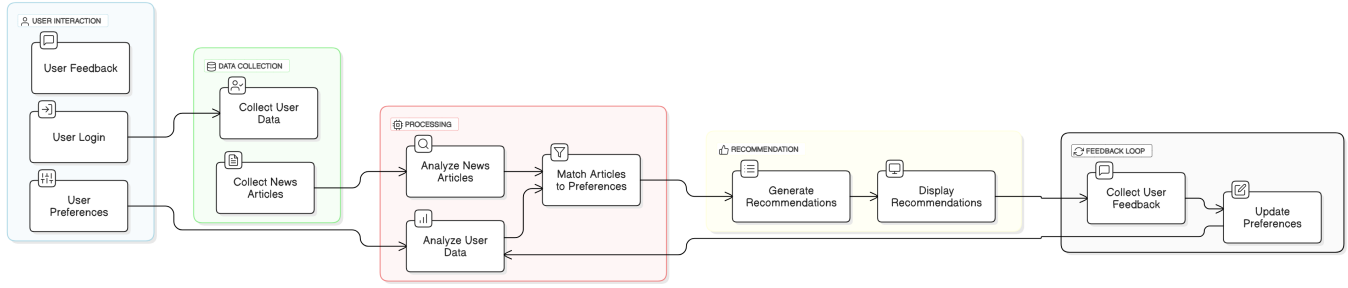 USER INTERACTION
User Feedback
User Login
User
Preferences
DATA COLLECTION
Collect User
Data
Collect News
Articles
PROCESSING
Analyze News
Articles
Match Articles
to Preferences
Analyze User
Data
RECOMMENDATION
Generate
Recommendations
Display
Recommendations
FEEDBACK LOOP
Collect User
Feedback
Update
Preferences